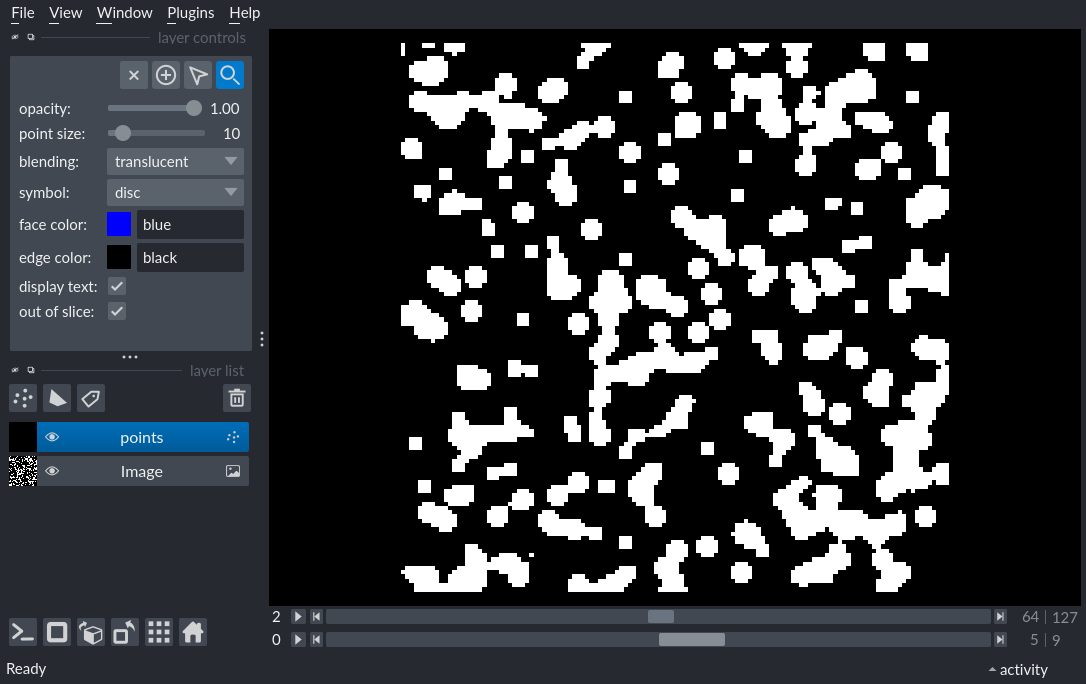 File View Window Plugins Help
layer controls
opacity: 1.00
point size: 10
blending: translucent
symbol: disc
face color: blue
edge color: black
display text:
out of slice:
layer list
points
Image
2 64 | 127
0 5 | 9
Ready activity